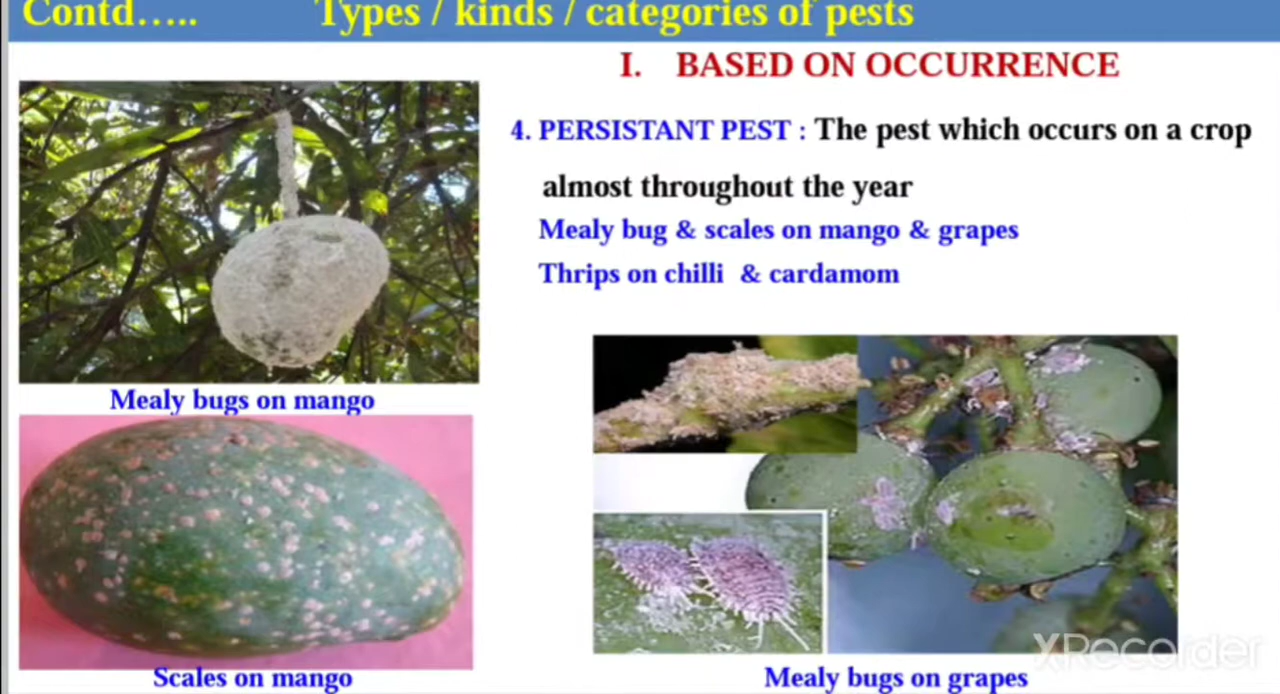 Contd….. Types / kinds / categories of pests
I. BASED ON OCCURRENCE
4. PERSISTANT PEST : The pest which occurs on a crop
almost throughout the year
Mealy bug & scales on mango & grapes
Thrips on chilli & cardamom
Mealy bugs on mango
Scales on mango
Mealy bugs on grapes
XRecorder